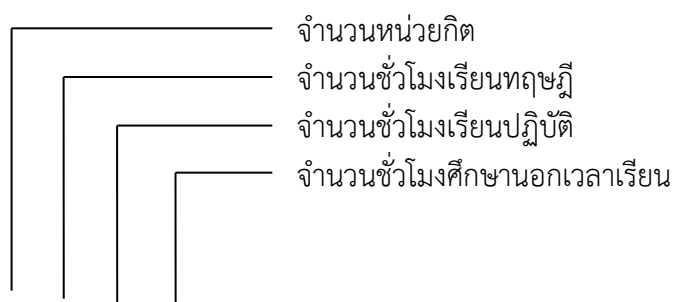 จำนวนหน่วยกิต
จำนวนชั่วโมงเรียนทฤษฎี
จำนวนชั่วโมงเรียนปฏิบัติ
จำนวนชั่วโมงศึกษานอกเวลาเรียน